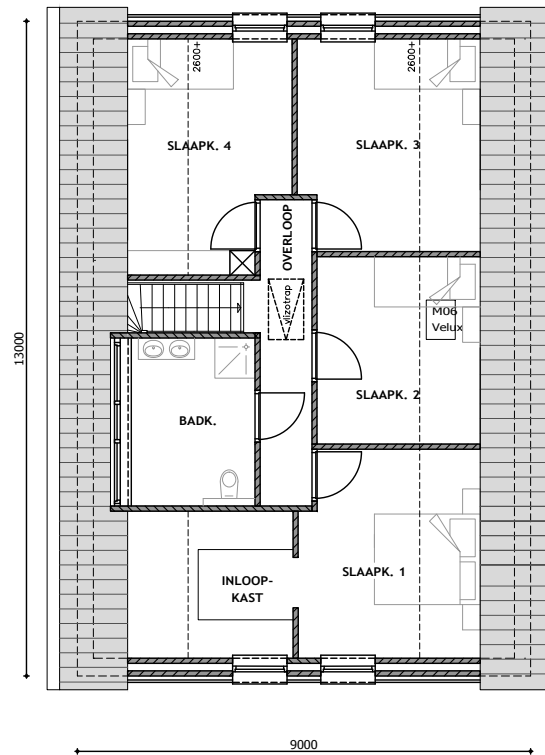 2600+
2600+
SLAAPK. 4
SLAAPK. 3
OVERLOOP
vlizotrap
M06
Velux
13000
SLAAPK. 2
BADK.
SLAAPK. 1
INLOOP-
KAST
9000